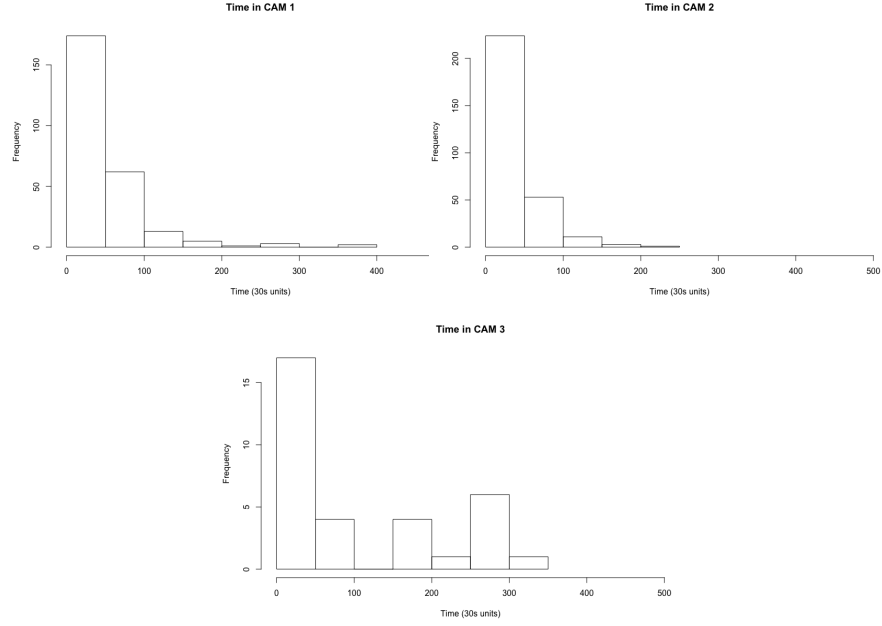 Time in CAM 1
Frequency
0 50 100 150
0 100 200 300 400
Time (30s units)
Time in CAM 2
Frequency
0 50 100 150 200
0 100 200 300 400 500
Time (30s units)
Time in CAM 3
Frequency
0 5 10 15
0 100 200 300 400 500
Time (30s units)